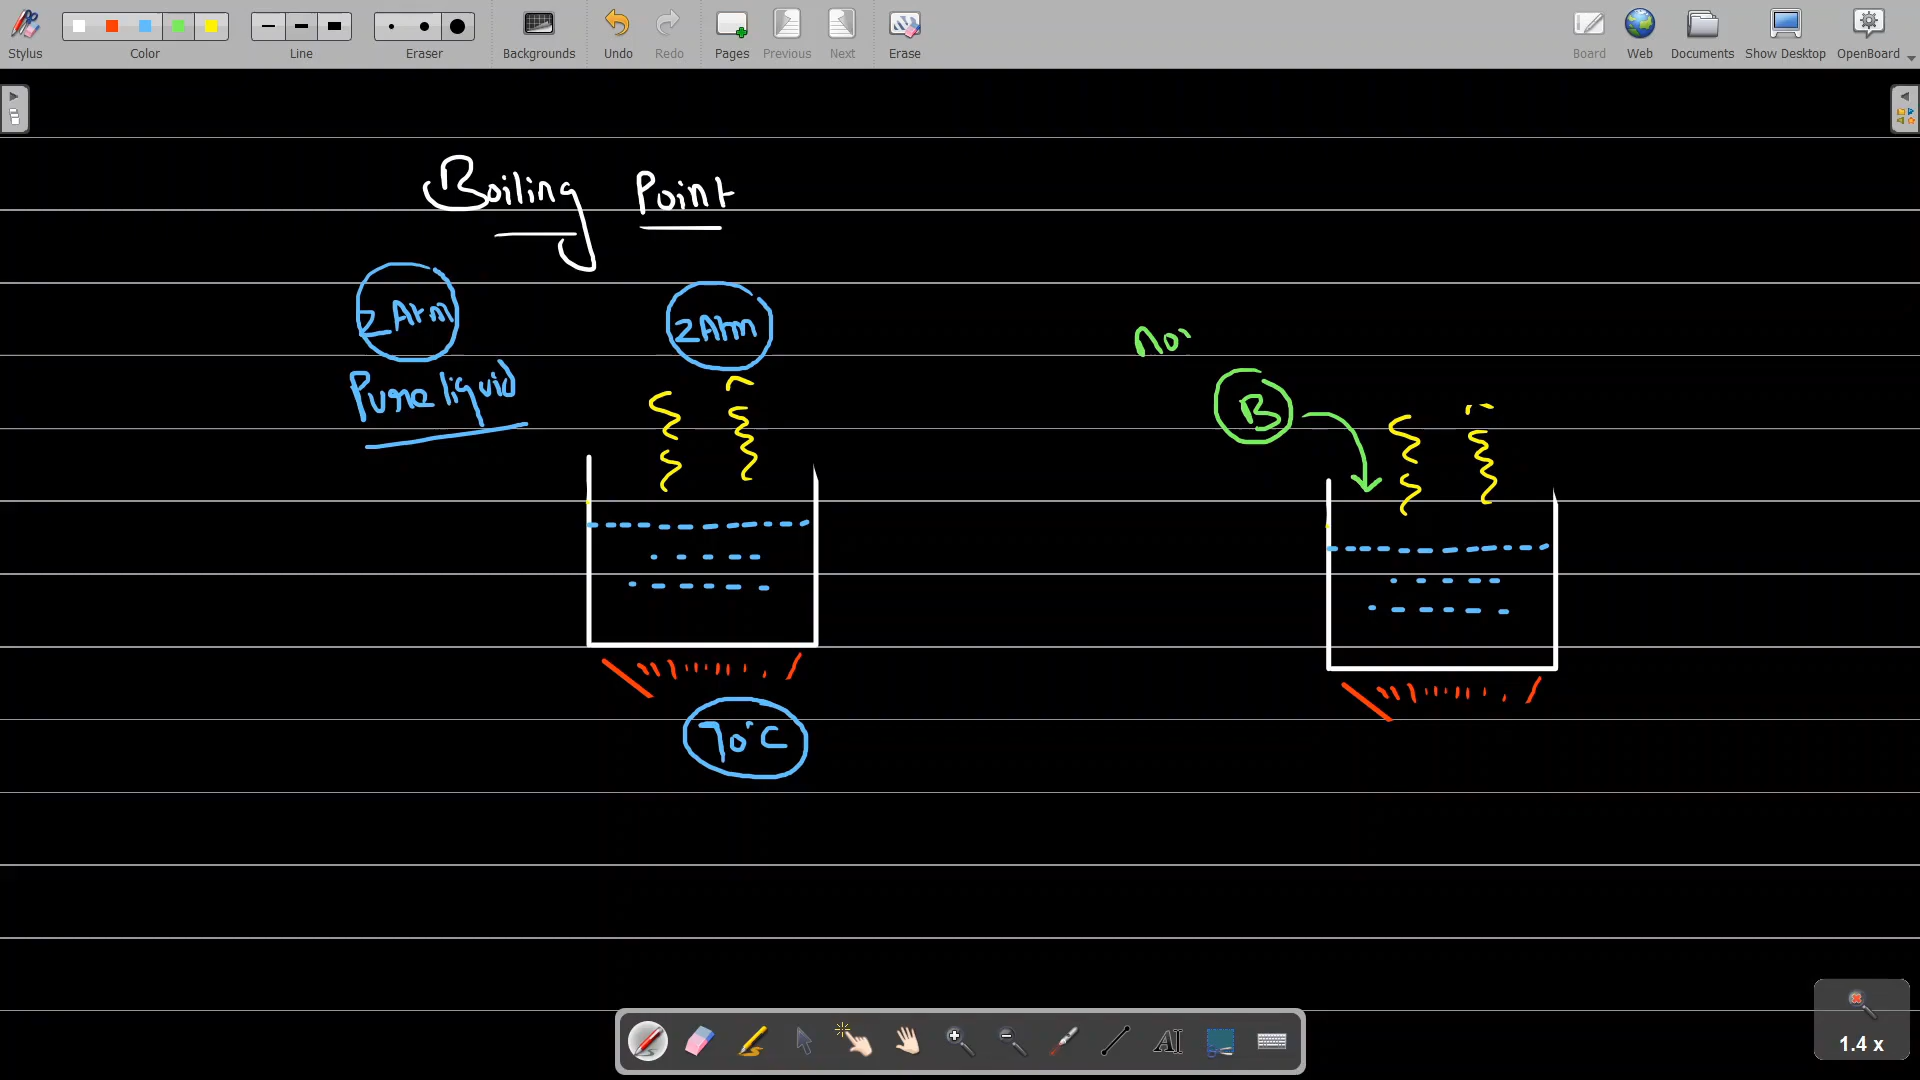 Stylus
Color
Line
Eraser
Backgrounds
Undo
Redo
Pages
Previous
Next
Erase
Board
Web
Documents
Show Desktop
OpenBoard
Boiling Point
2 Atm
2 Atm
Pure liquid
Non
B
70°C
1.4 x